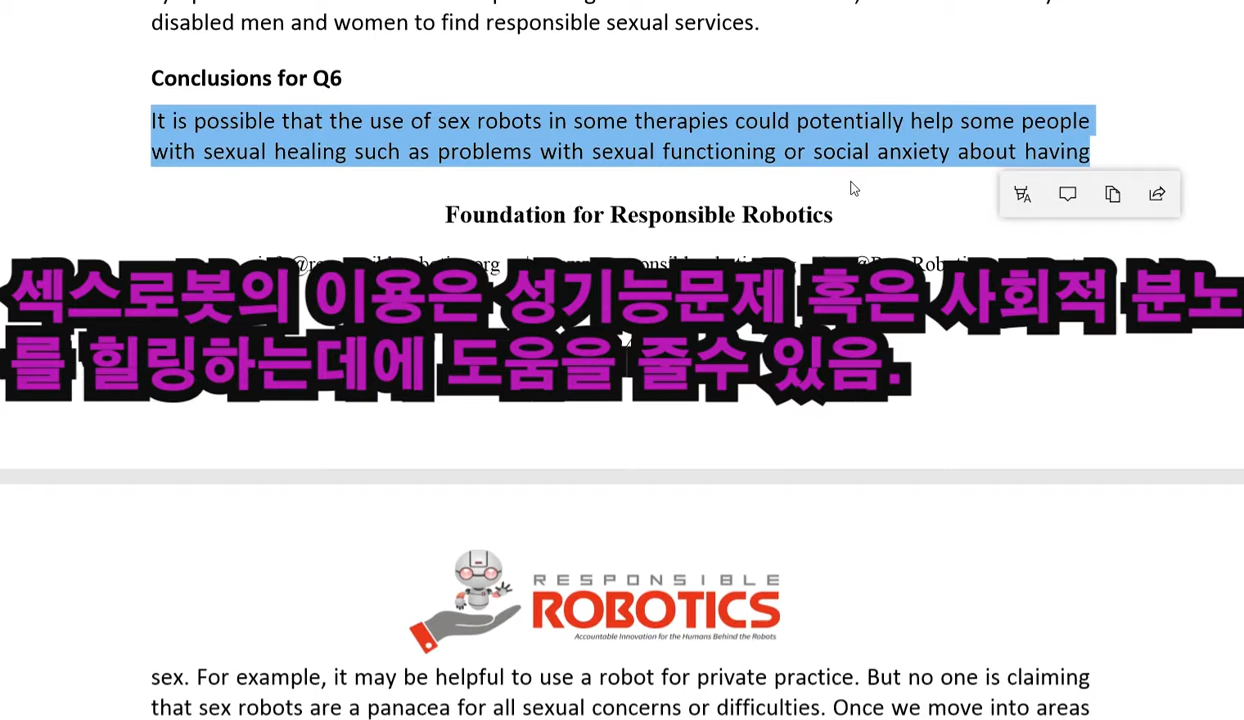 disabled men and women to find responsible sexual services.
Conclusions for Q6
It is possible that the use of sex robots in some therapies could potentially help some people
with sexual healing such as problems with sexual functioning or social anxiety about having
Foundation for Responsible Robotics
섹스로봇의 이용은 성기능문제 혹은 사회적 분노
를 힐링하는데에 도움을 줄수 있음.
RESPONSIBLE
ROBOTICS
Accountable Innovation for the Humans Behind the Robots
sex. For example, it may be helpful to use a robot for private practice. But no one is claiming
that sex robots are a panacea for all sexual concerns or difficulties. Once we move into areas